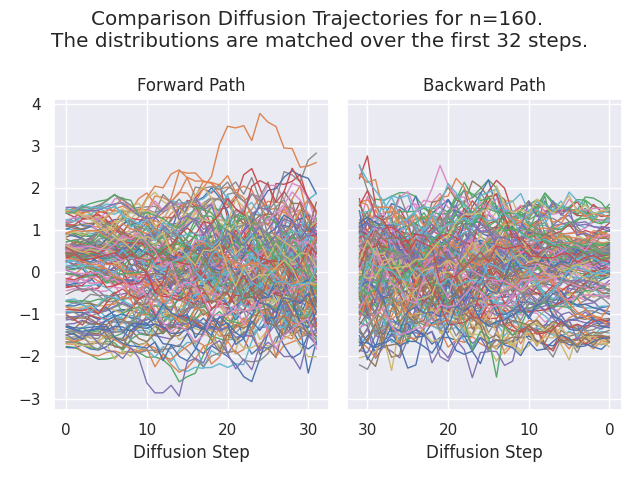 Comparison Diffusion Trajectories for n=160.
The distributions are matched over the first 32 steps.
Forward Path
Backward Path
4
3
2
1
0
−1
−2
−3
0 10 20 30
30 20 10 0
Diffusion Step
Diffusion Step